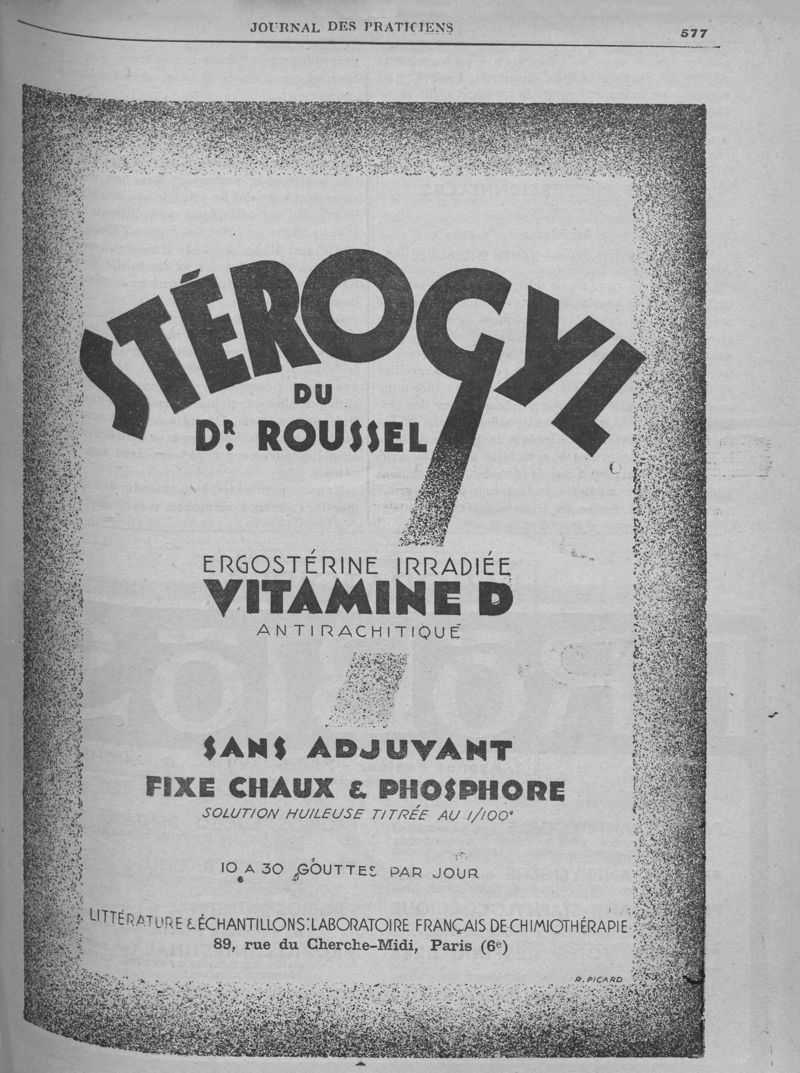 JOURNAL DES PRATICIENS
577
STÉROGYL
DU
DR. ROUSSEL
ERGOSTÉRINE IRRADIÉE
VITAMINE D
ANTIRACHITIQUE
SANS ADJUVANT
FIXE CHAUX & PHOSPHORE
SOLUTION HUILEUSE TITRÉE AU 1/100e
10 A 30 GOUTTES PAR JOUR
LITTÉRATURE & ÉCHANTILLONS: LABORATOIRE FRANÇAIS DE CHIMIOTHÉRAPIE
89, rue du Cherche-Midi, Paris (6e)
R. PICARD